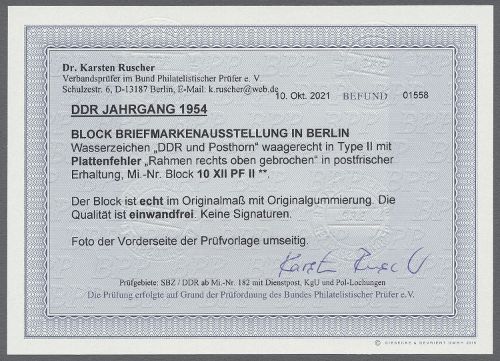 Dr. Karsten Ruscher
Verbandsprüfer im Bund Philatelistischer Prüfer e. V.
Schulzestr. 6, D-13187 Berlin, E-Mail: k.ruscher@web.de
10. Okt. 2021 BEFUND 01558
DDR JAHRGANG 1954
BLOCK BRIEFMARKENAUSSTELLUNG IN BERLIN
Wasserzeichen „DDR und Posthorn“ waagerecht in Type II mit
Plattenfehler „Rahmen rechts oben gebrochen“ in postfrischer
Erhaltung, Mi.-Nr. Block 10 XII PF II **.
Der Block ist echt im Originalmaß mit Originalgummierung. Die
Qualität ist einwandfrei. Keine Signaturen.
Foto der Vorderseite der Prüfvorlage umseitig.
Karsten Ruscher
Prüfgebiete: SBZ / DDR ab Mi.-Nr. 182 mit Dienstpost, KgU und Pol-Lochungen
Die Prüfung erfolgte auf Grund der Prüfordnung des Bundes Philatelistischer Prüfer e.V.